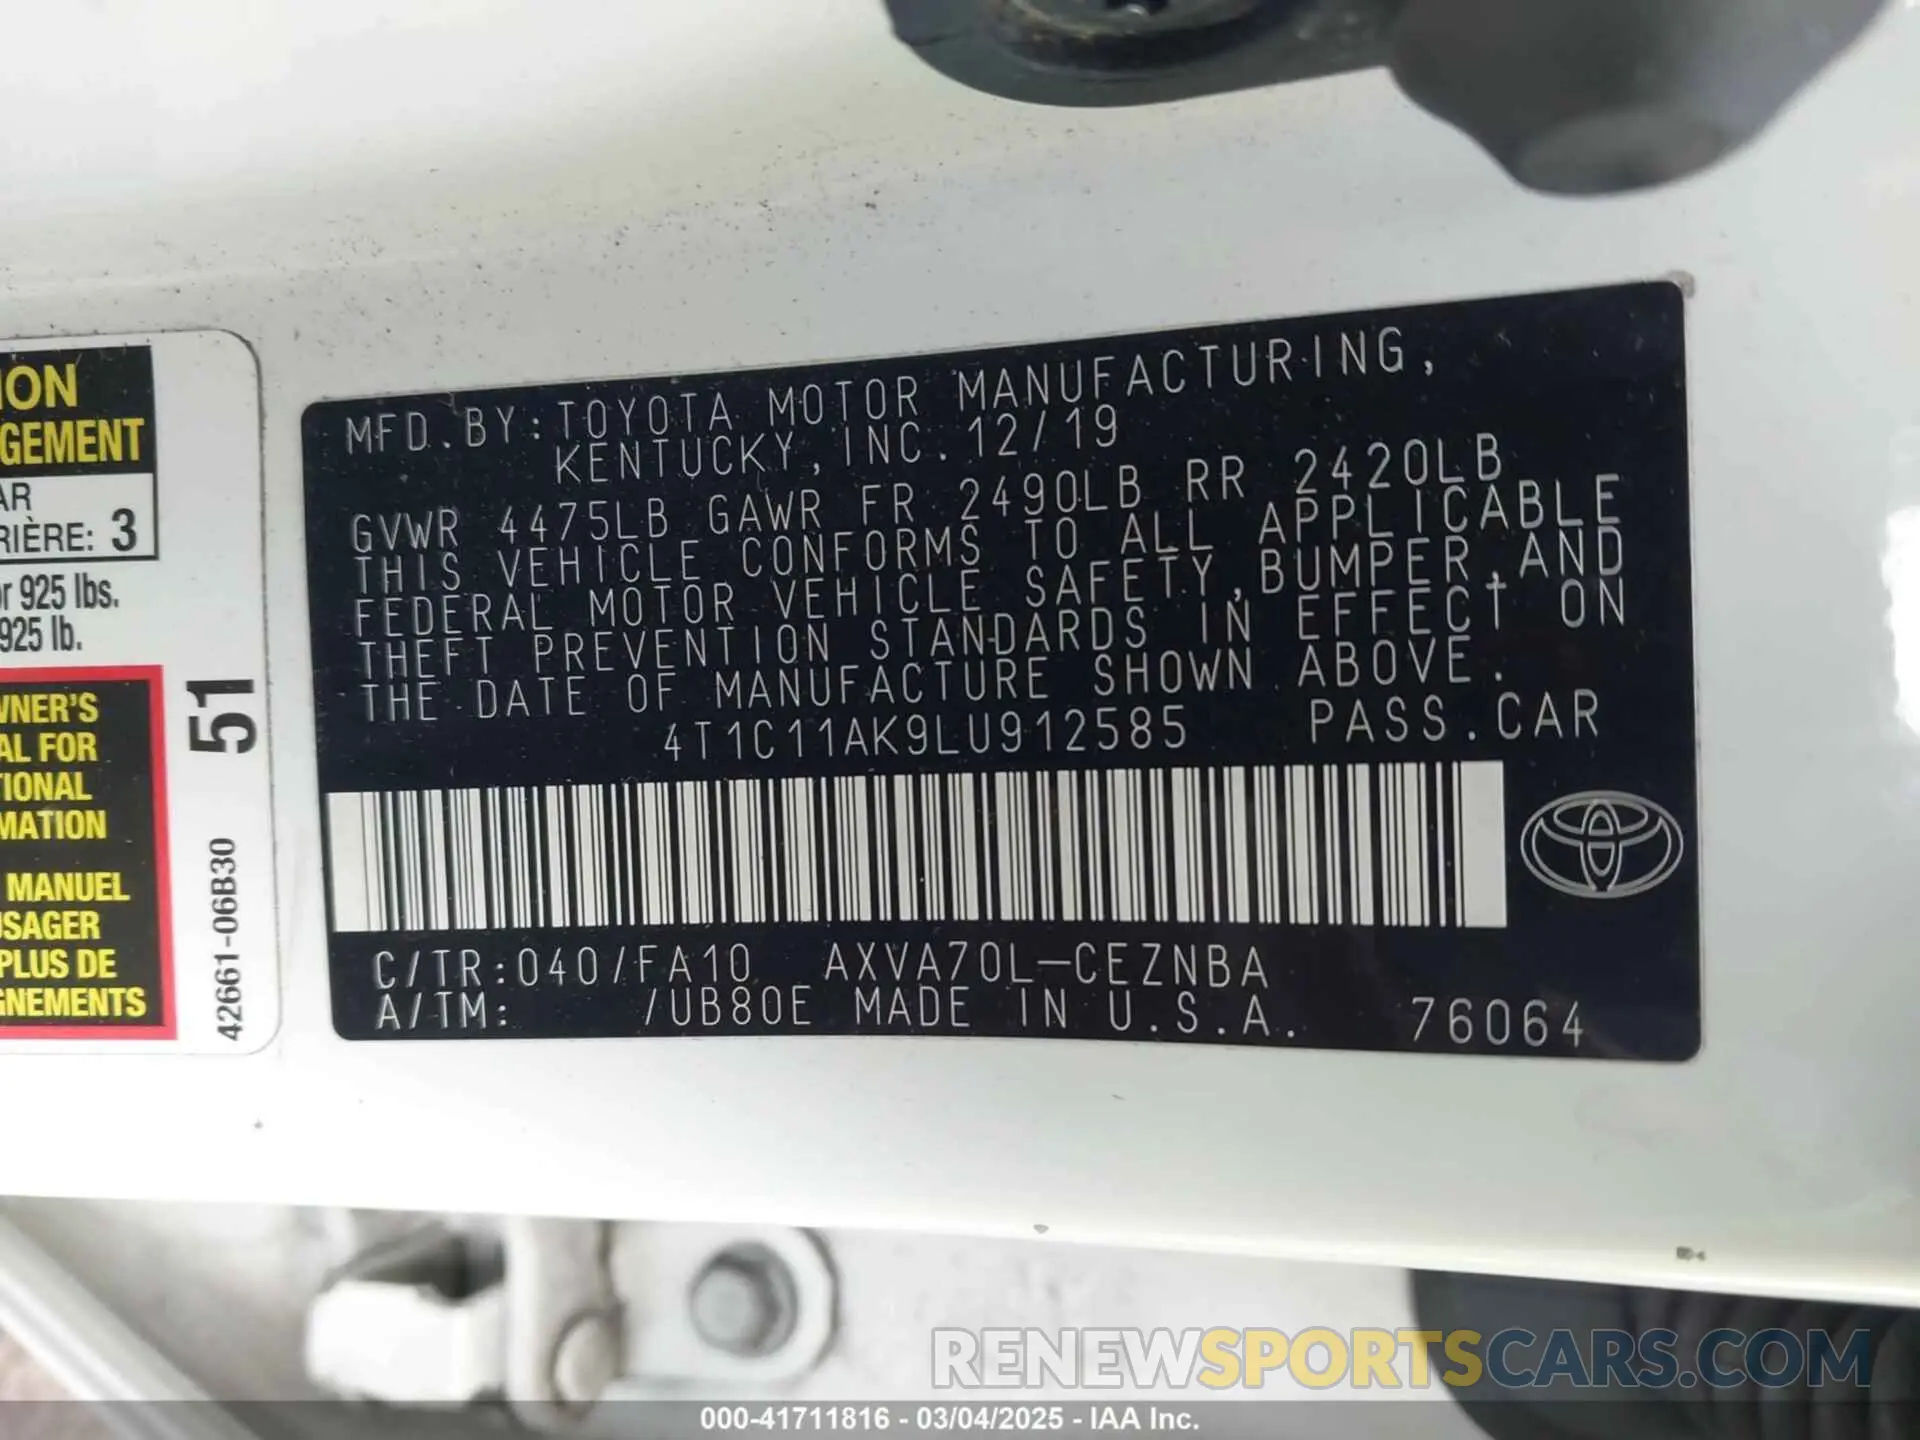 ION
GEMENT
AR
RIÈRE: 3
or 925 lbs.
925 lb.
WNER'S
AL FOR
TIONAL
MATION
MANUEL
USAGER
PLUS DE
GNEMENTS
51
42661-06B30
MFD.BY:TOYOTA MOTOR MANUFACTURING,
KENTUCKY,INC. 12/19
GVWR 4475LB GAWR FR 2490LB RR 2420LB
THIS VEHICLE CONFORMS TO ALL APPLICABLE
FEDERAL MOTOR VEHICLE SAFETY,BUMPER,AND
THEFT PREVENTION STANDARDS IN EFFECT ON
THE DATE OF MANUFACTURE SHOWN ABOVE.
4T1C11AK9LU912585 PASS.CAR
C/TR:040/FA10 AXVA70L-CEZNBA
A/TM: /UB80E MADE IN U.S.A. 76064
RENEWSPORTSCARS.COM
000-41711816 - 03/04/2025 - IAA Inc.